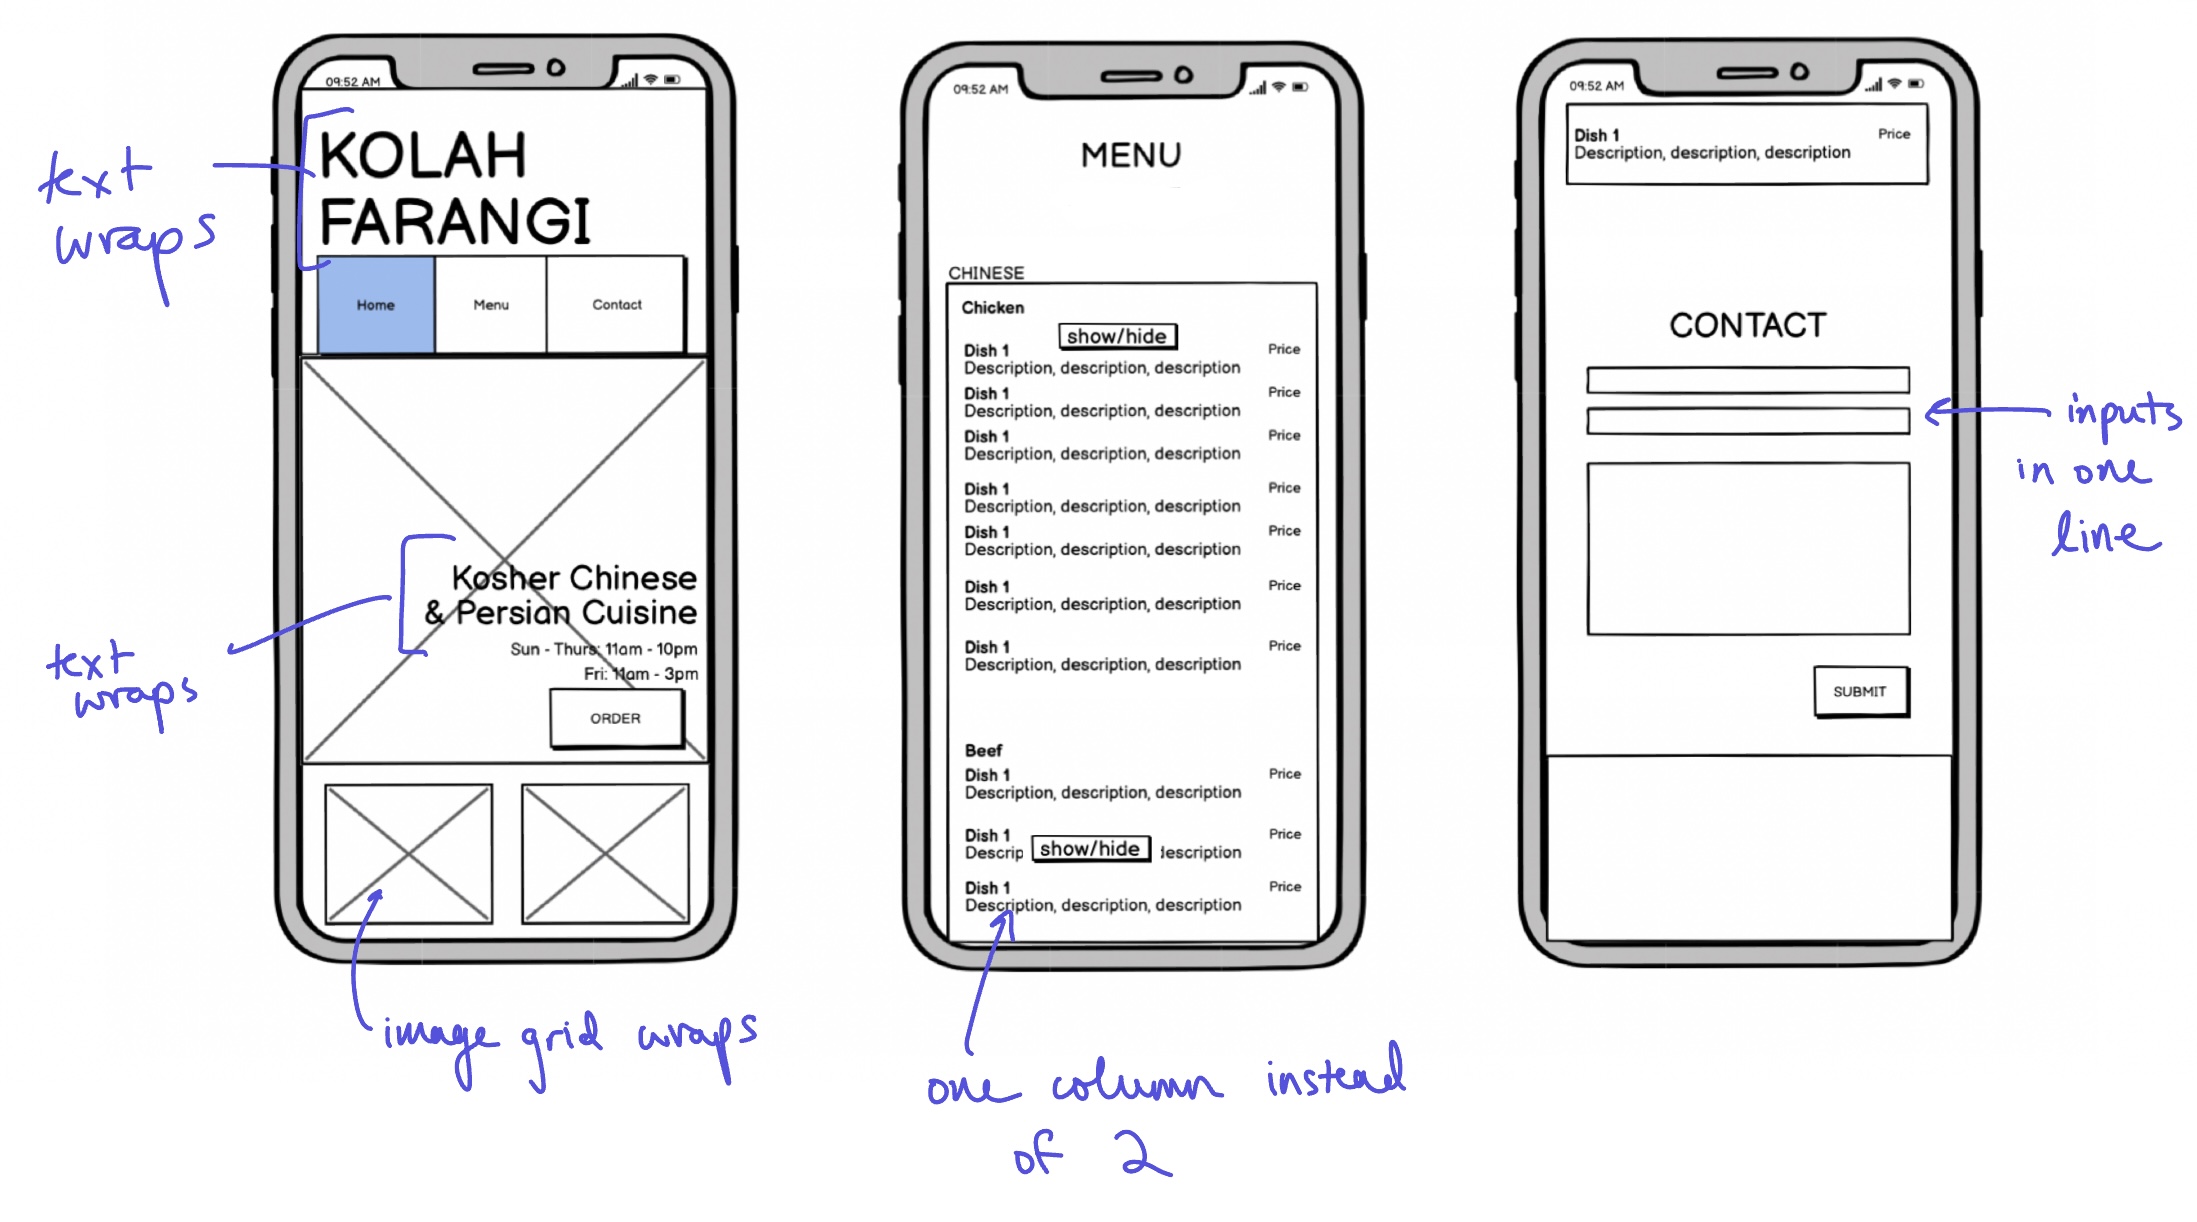 text
wraps
09:52 AM
KOLAH
FARANGI
Home Menu Contact
Kosher Chinese
& Persian Cuisine
Sun - Thurs: 11am - 10pm
Fri: 11am - 3pm
ORDER
text
wraps
image grid wraps
09:52 AM
MENU
CHINESE
Chicken
show/hide
Dish 1 Price
Description, description, description
Dish 1 Price
Description, description, description
Dish 1 Price
Description, description, description
Dish 1 Price
Description, description, description
Dish 1 Price
Description, description, description
Dish 1 Price
Description, description, description
Dish 1 Price
Description, description, description
Beef
Dish 1 Price
Description, description, description
Dish 1 Price
Descrip show/hide description
Dish 1 Price
Description, description, description
one column instead
of 2
09:52 AM
Dish 1 Price
Description, description, description
CONTACT
SUBMIT
inputs
in one
line